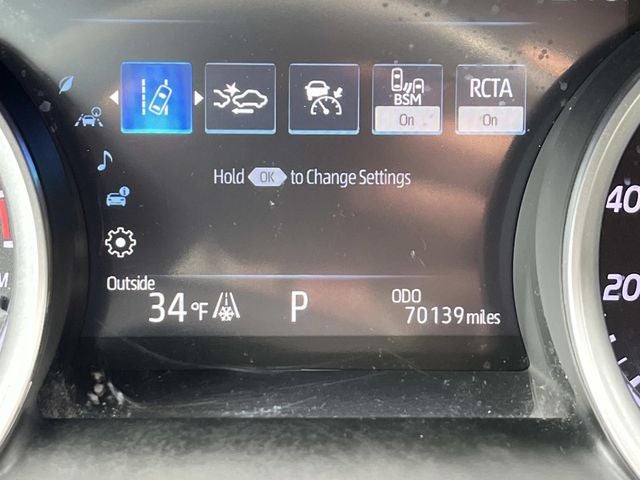 BSM
On
RCTA
On
Hold OK to Change Settings
Outside
34 °F
P
ODO
70139 miles
M
40
20